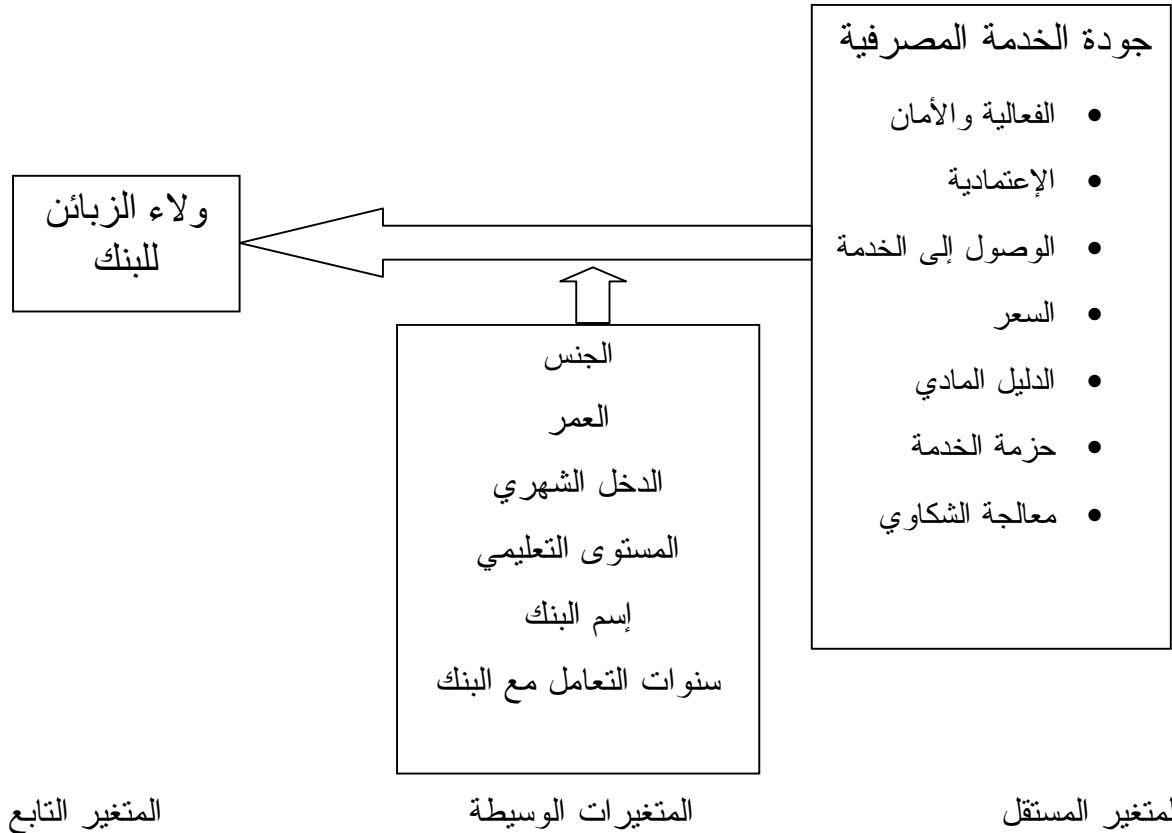 جودة الخدمة المصرفية
• الفعالية والأمان
• الإعتمادية
• الوصول إلى الخدمة
• السعر
• الدليل المادي
• حزمة الخدمة
• معالجة الشكاوي
ولاء الزبائن
للبنك
الجنس
العمر
الدخل الشهري
المستوى التعليمي
إسم البنك
سنوات التعامل مع البنك
لمتغير المستقل
المتغيرات الوسيطة
المتغير التابع